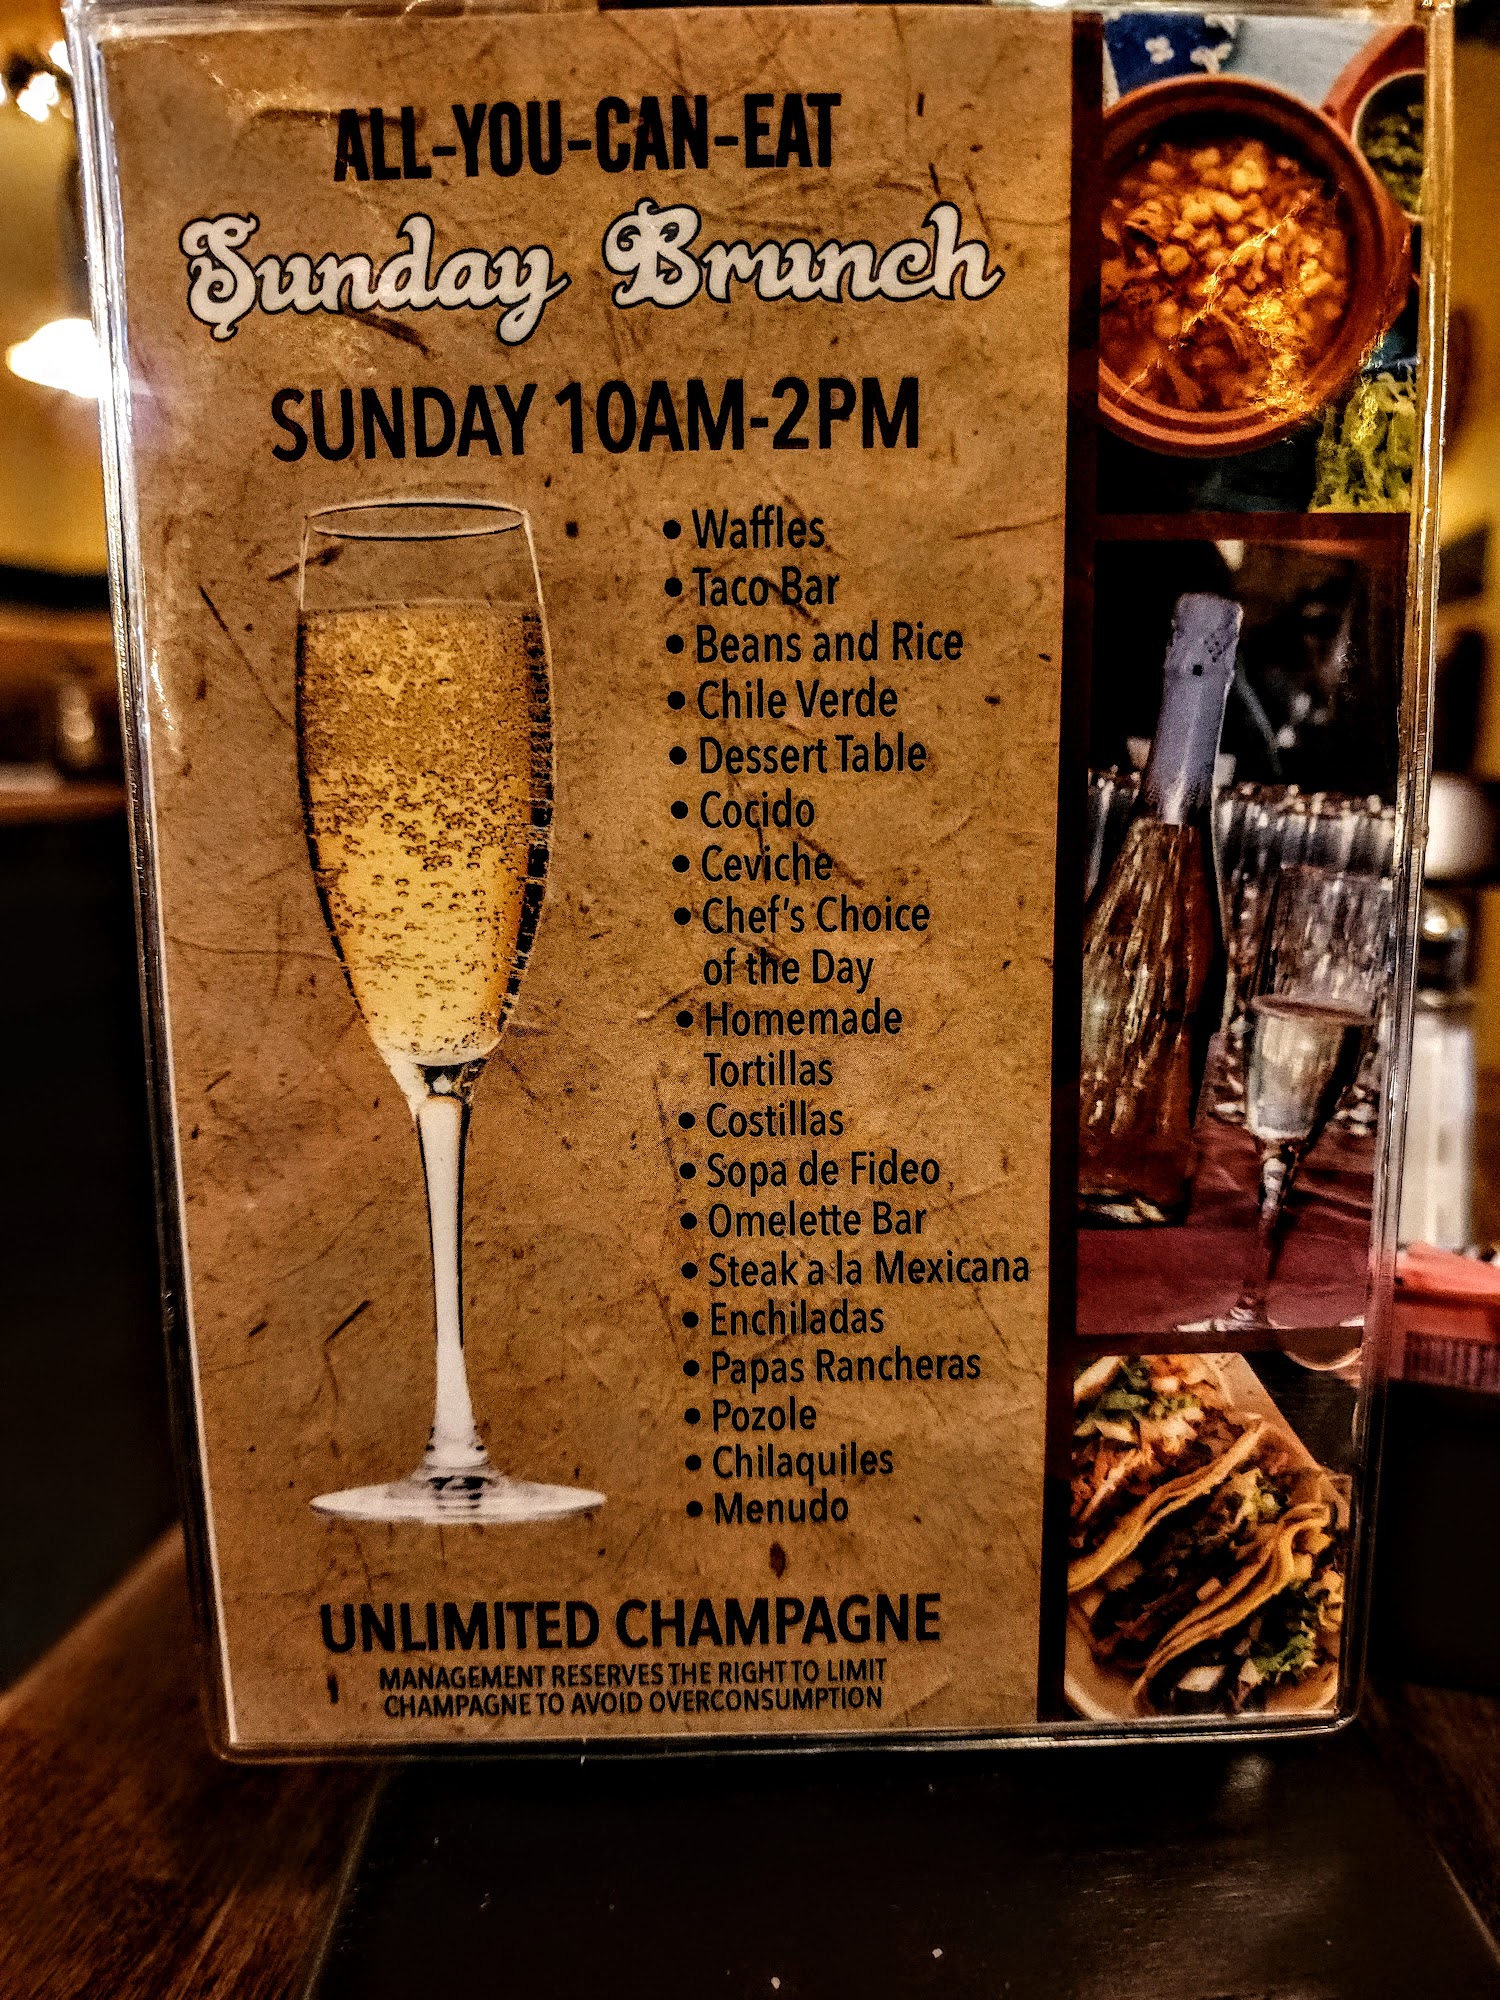 ALL-YOU-CAN-EAT
Sunday Brunch
SUNDAY 10AM-2PM
• Waffles
• Taco Bar
• Beans and Rice
• Chile Verde
• Dessert Table
• Cocido
• Ceviche
• Chef's Choice
of the Day
• Homemade
Tortillas
• Costillas
• Sopa de Fideo
• Omelette Bar
• Steak a la Mexicana
• Enchiladas
• Papas Rancheras
• Pozole
• Chilaquiles
• Menudo
UNLIMITED CHAMPAGNE
MANAGEMENT RESERVES THE RIGHT TO LIMIT
CHAMPAGNE TO AVOID OVERCONSUMPTION